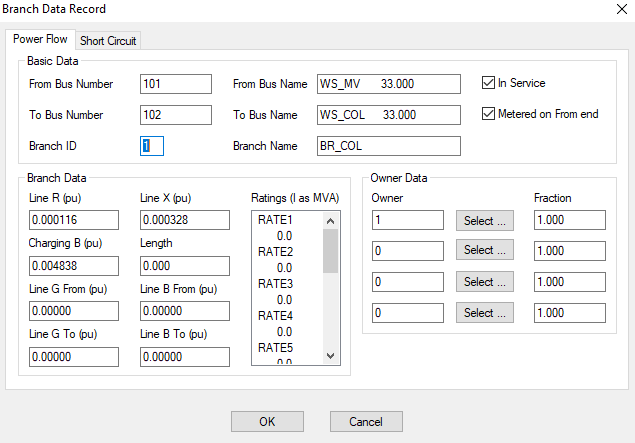 Branch Data Record
Power Flow Short Circuit
Basic Data
From Bus Number 101 From Bus Name WS_MV 33.000 In Service
To Bus Number 102 To Bus Name WS_COL 33.000 Metered on From end
Branch ID 1 Branch Name BR_COL
Branch Data
Line R (pu) Line X (pu) Ratings (I as MVA)
0.000116 0.000328 RATE1
0.0
Charging B (pu) Length RATE2
0.004838 0.000 0.0
Line G From (pu) Line B From (pu) RATE3
0.0
0.00000 0.00000 RATE4
Line G To (pu) Line B To (pu) 0.0
0.00000 0.00000 RATE5
0.0
Owner Data
Owner Fraction
1 Select ... 1.000
0 Select ... 1.000
0 Select ... 1.000
0 Select ... 1.000
OK Cancel